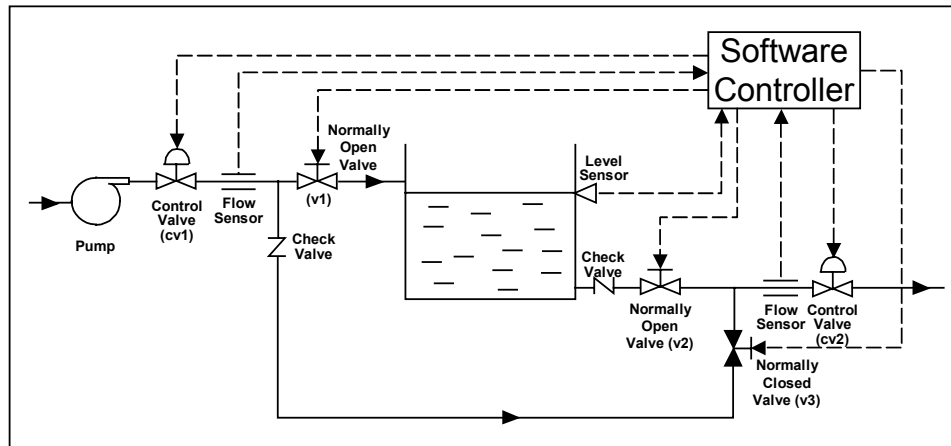 Software
Controller
Normally
Open
Valve
Level
Sensor
(v1)
Control
Valve
(cv1)
Flow
Sensor
Pump
Check
Valve
Check
Valve
Normally
Open
Valve (v2)
Flow
Sensor
Control
Valve
(cv2)
Normally
Closed
Valve (v3)